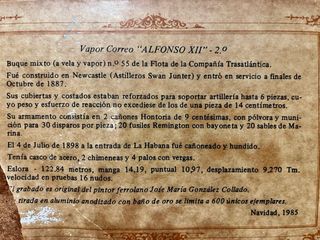 Vapor Correo "ALFONSO XII" - 2.º
Buque mixto (a vela y vapor) n.º 55 de la Flota de la Compañía Trasatlántica.
Fué construido en Newcastle (Astilleros Swan Junter) y entró en servicio a finales de
Octubre de 1887.
Sus cubiertas y costados estaban reforzados para soportar artillería hasta 6 piezas, cu-
yo peso y esfuerzo de reacción no excediese de los de una pieza de 14 centímetros.
Su armamento consistía en 2 cañones Hontoria de 9 centésimas, con pólvora y muni-
ción para 30 disparos por pieza; 20 fusiles Remington con bayoneta y 20 sables de Ma-
rina.
El 4 de Julio de 1898 a la entrada de La Habana fué cañoneado y hundido.
Tenía casco de acero, 2 chimeneas y 4 palos con vergas.
Eslora - 122,84 metros, manga 14,19, puntual 10,97, desplazamiento 9,270 Tm.
velocidad en pruebas 16 nudos.
El grabado es original del pintor ferrolano José María González Collado.
tirada en aluminio anoditado con baño de oro se limita a 600 únicos ejemplares.
Navidad, 1985